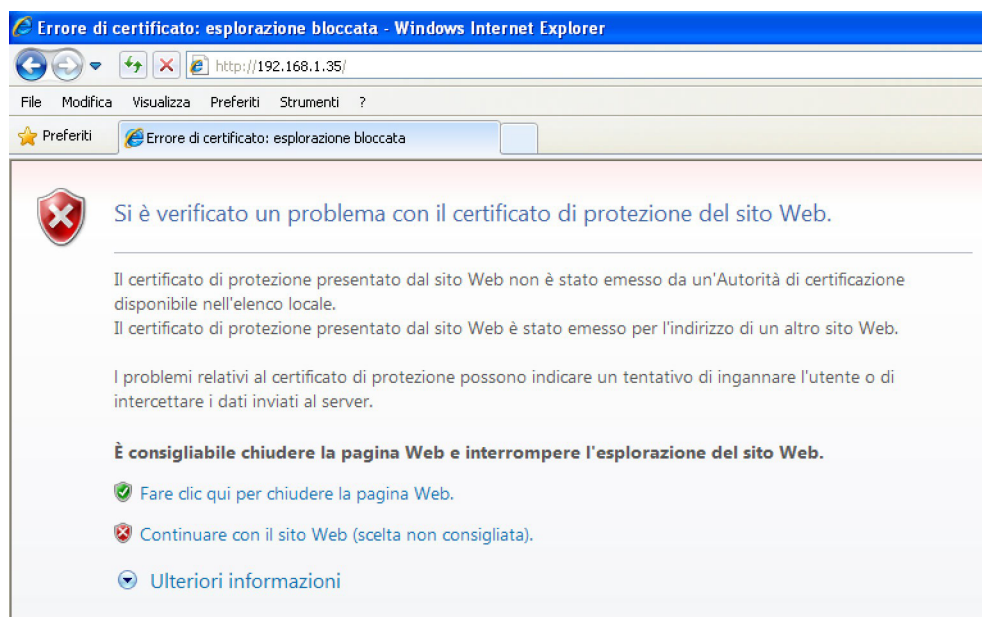 Errore di certificato: esplorazione bloccata - Windows Internet Explorer
http://192.168.1.35/
File Modifica Visualizza Preferiti Strumenti ?
Preferiti Errore di certificato: esplorazione bloccata
Si è verificato un problema con il certificato di protezione del sito Web.
Il certificato di protezione presentato dal sito Web non è stato emesso da un'Autorità di certificazione
disponibile nell'elenco locale.
Il certificato di protezione presentato dal sito Web è stato emesso per l'indirizzo di un altro sito Web.
I problemi relativi al certificato di protezione possono indicare un tentativo di ingannare l'utente o di
intercettare i dati inviati al server.
È consigliabile chiudere la pagina Web e interrompere l'esplorazione del sito Web.
Fare clic qui per chiudere la pagina Web.
Continuare con il sito Web (scelta non consigliata).
Ulteriori informazioni